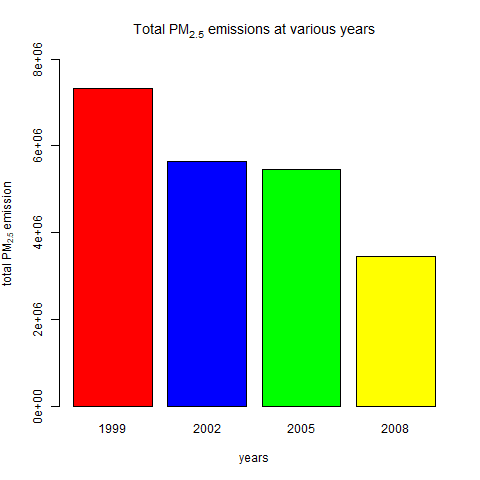 Total PM2.5 emissions at various years
total PM2.5 emission
8e+06
6e+06
4e+06
2e+06
0e+00
1999 2002 2005 2008
years